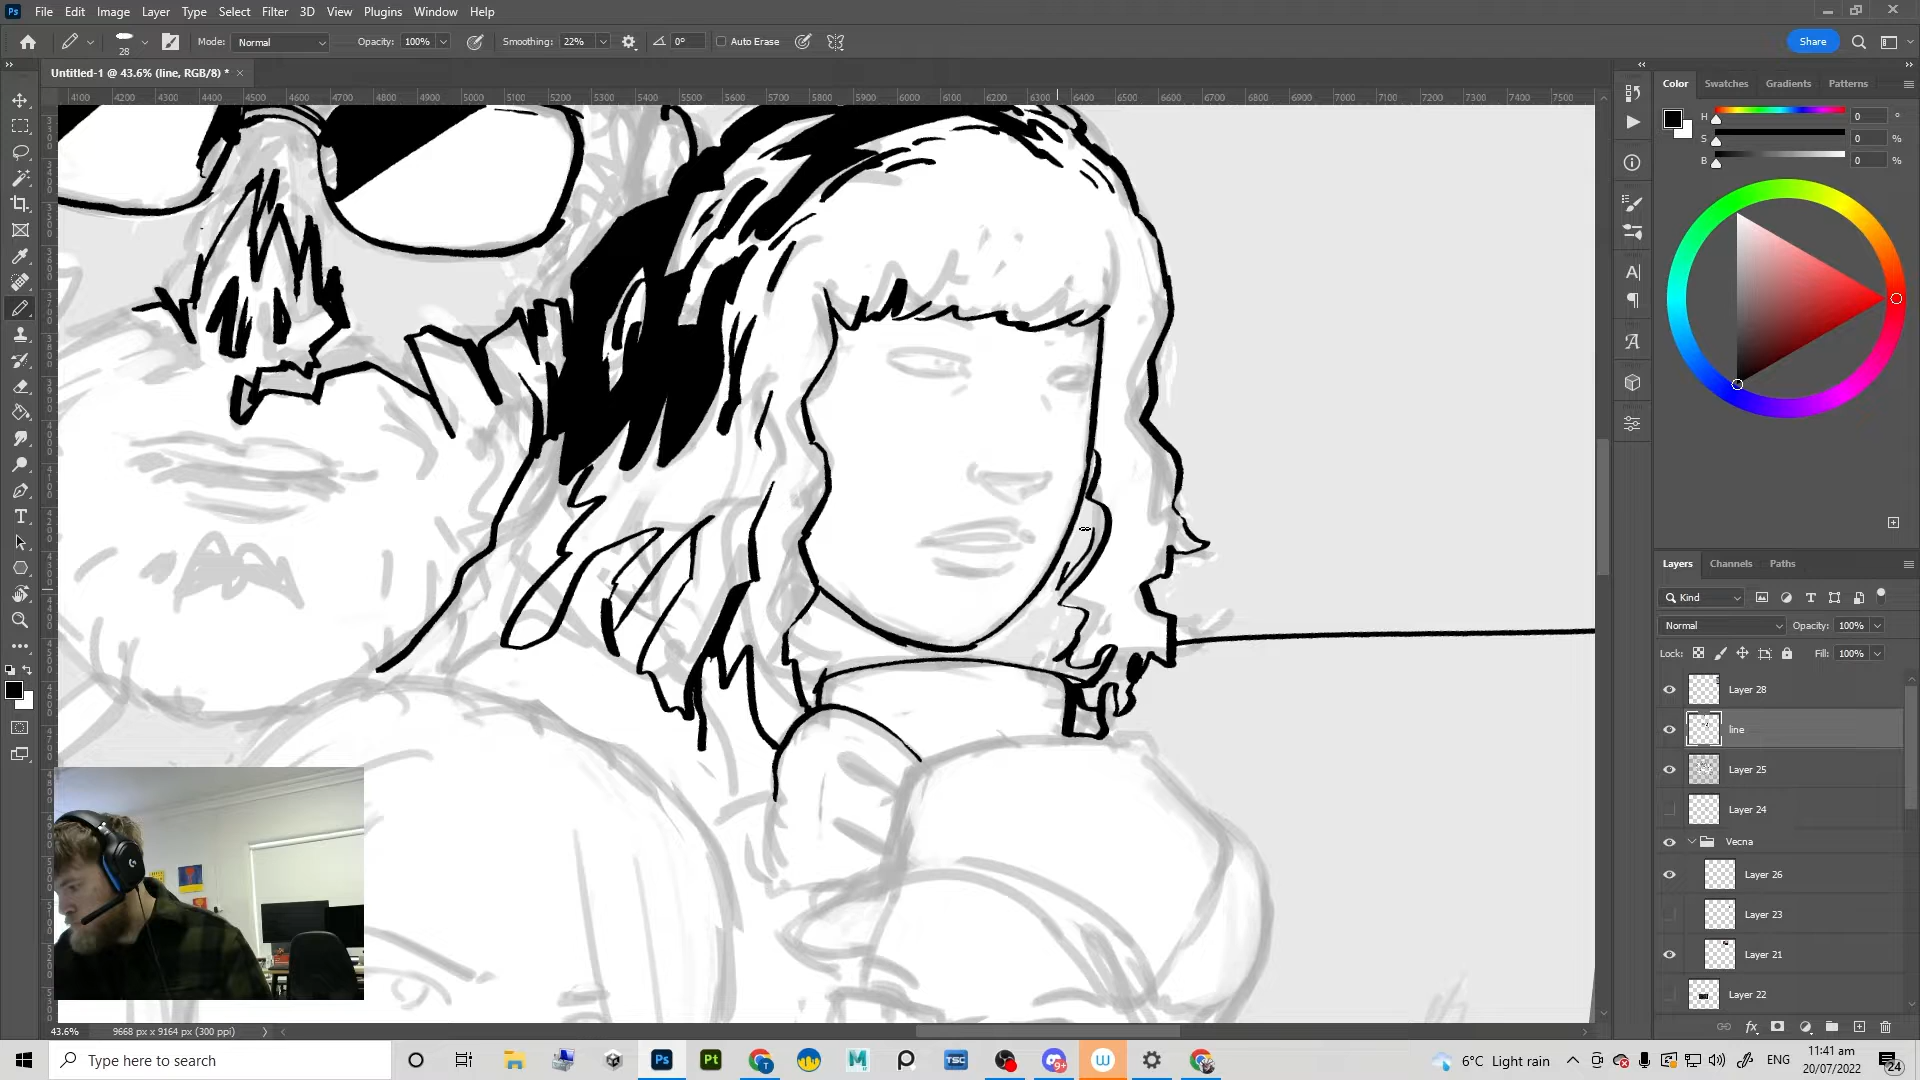 Ps File Edit Image Layer Type Select Filter 3D View Plugins Window Help
28 Mode: Normal Opacity: 100% Smoothing: 22% 0° Auto Erase Share
Untitled-1 @ 43.6% (line, RGB/8) * ×
4100 4200 4300 4400 4500 4600 4700 4800 4900 5000 5100 5200 5300 5400 5500 5600 5700 5800 5900 6000 6100 6200 6300 6400 6500 6600 6700 6800 6900 7000 7100 7200 7300 7400 7500
Color Swatches Gradients Patterns
H 0 °
S 0 %
B 0 %
Layers Channels Paths
Kind
Normal Opacity: 100%
Lock: Fill: 100%
Layer 28
line
Layer 25
Layer 24
Vecna
Layer 26
Layer 23
Layer 21
Layer 22
43.6% 9668 px x 9164 px (300 ppi)
Type here to search
Ps Pt T M TSC 9+ W
6°C Light rain ENG 11:41 am
20/07/2022 24